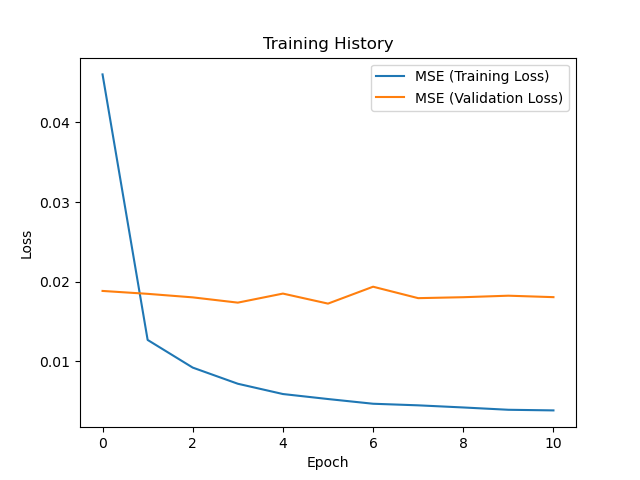 Training History
MSE (Training Loss)
MSE (Validation Loss)
0.04
0.03
0.02
0.01
Loss
0 2 4 6 8 10
Epoch